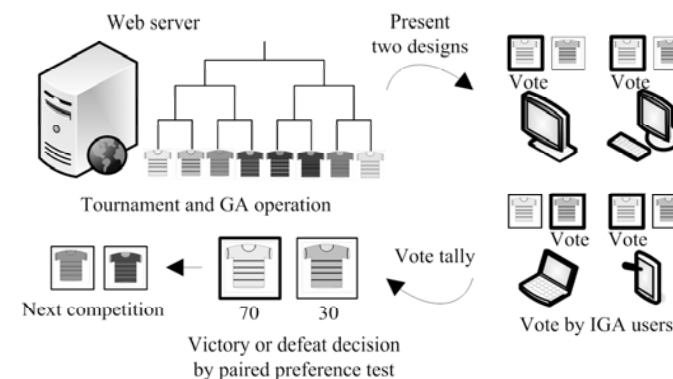 Web server
Present
two designs
Vote
Vote
Tournament and GA operation
Vote
Vote
Vote tally
Next competition
70
30
Vote by IGA users
Victory or defeat decision
by paired preference test